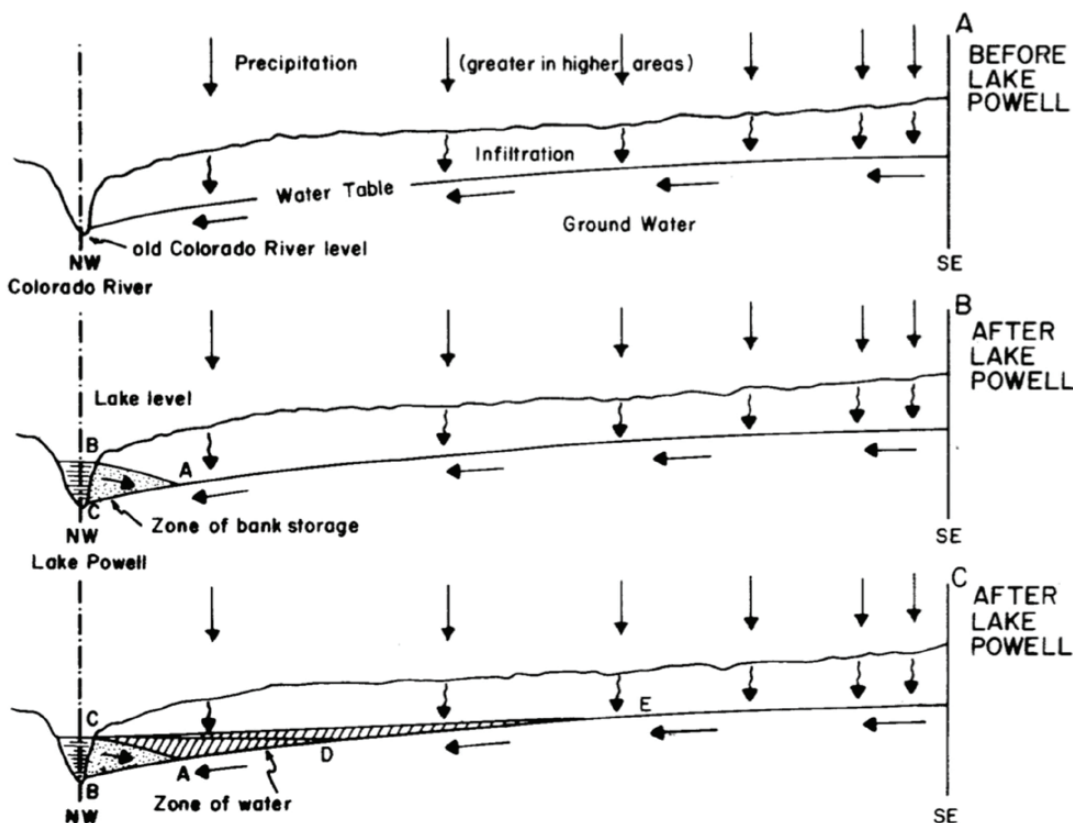 A
BEFORE
LAKE
POWELL
Precipitation (greater in higher areas)
Infiltration
Water Table
Ground Water
old Colorado River level
NW
SE
Colorado River
B
AFTER
LAKE
POWELL
Lake level
B
A
C
Zone of bank storage
NW
SE
Lake Powell
C
AFTER
LAKE
POWELL
C
E
D
A
B
Zone of water
NW
SE